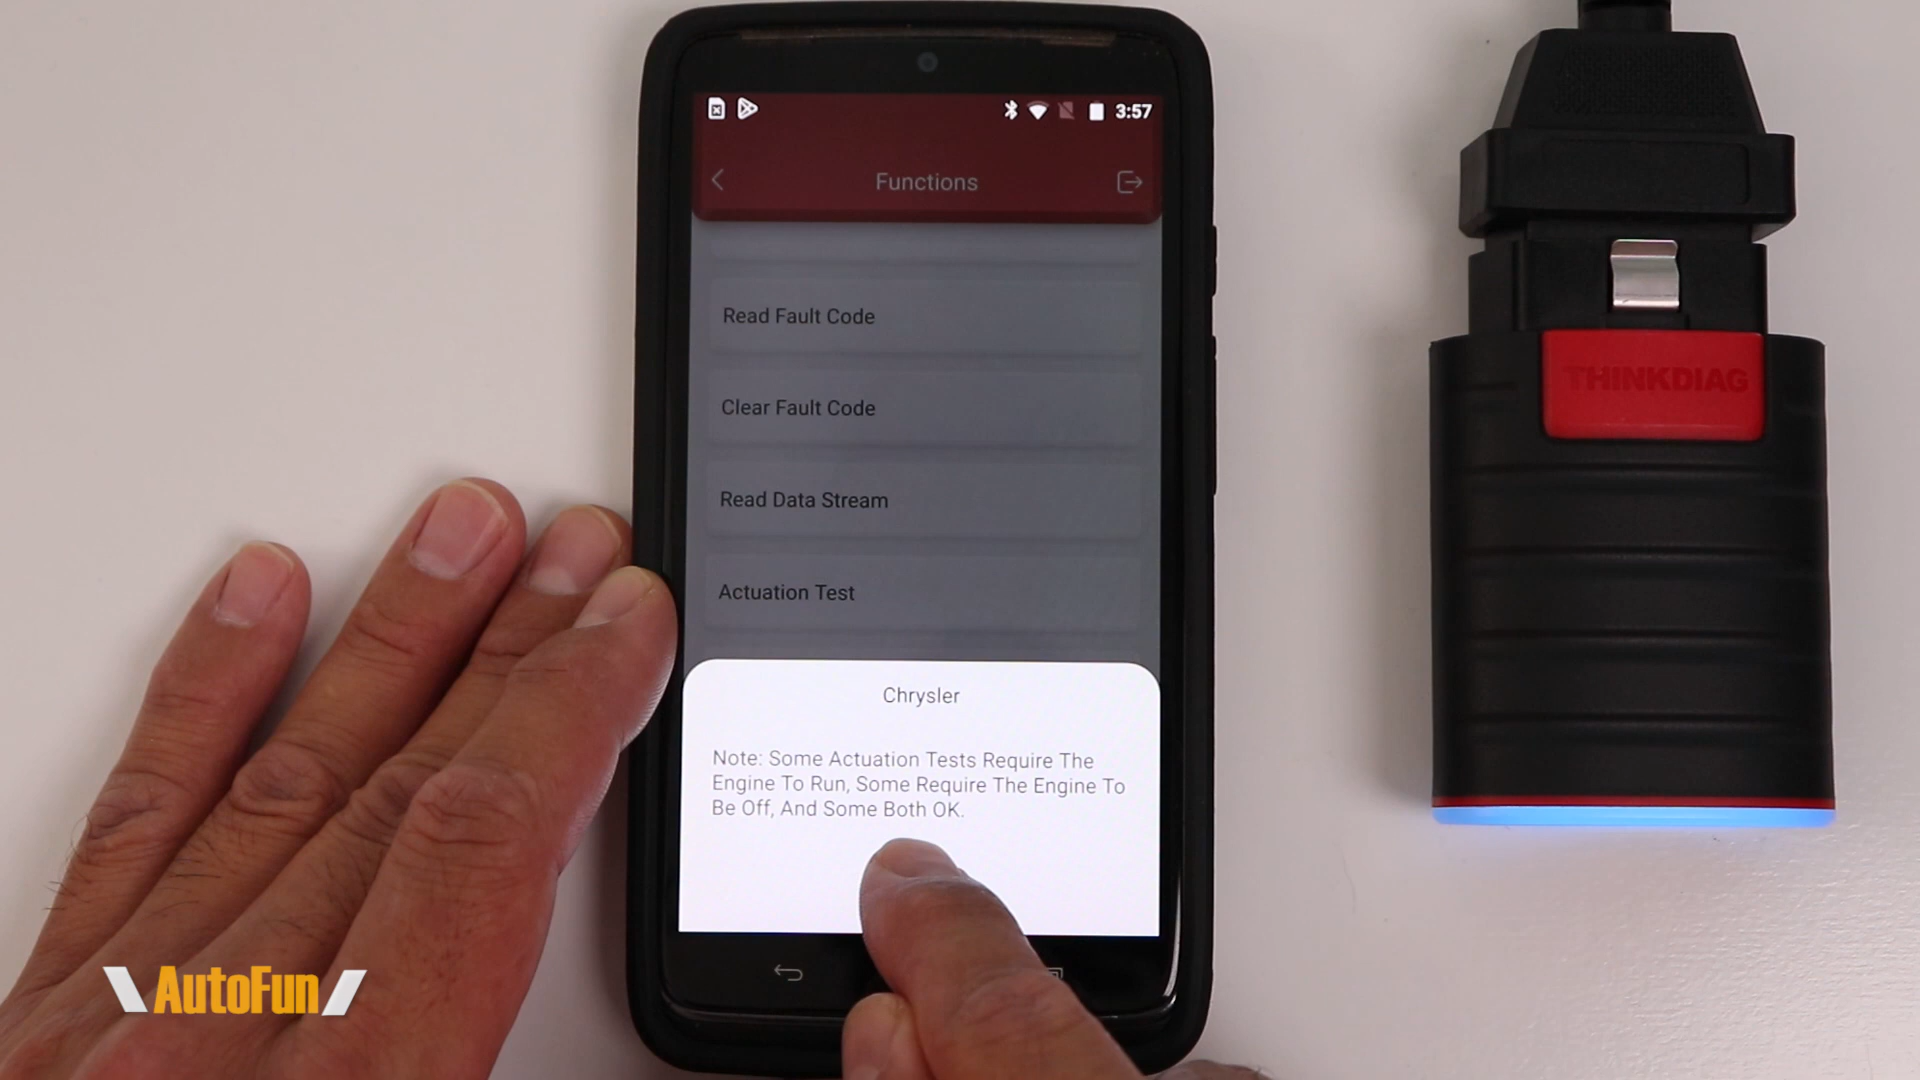 3:57
Functions
Read Fault Code
Clear Fault Code
Read Data Stream
Actuation Test
Chrysler
Note: Some Actuation Tests Require The
Engine To Run, Some Require The Engine To
Be Off, And Some Both OK.
THINKDIAG
AutoFun